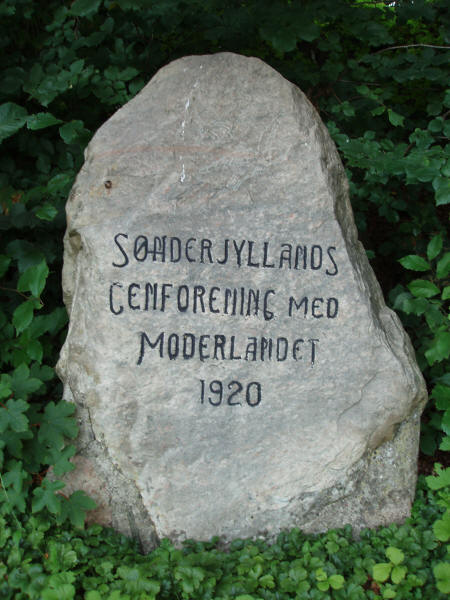 SØNDERJYLLANDS
GENFORENING MED
MODERLANDET
1920